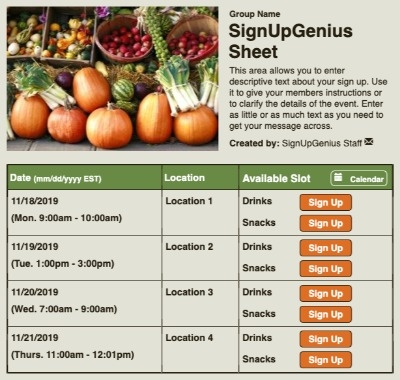 Group Name
SignUpGenius
Sheet
This area allows you to enter
descriptive text about your sign up. Use
it to give your members instructions or
to clarify the details of the event. Enter
as little or as much text as you need to
get your message across.
Created by: SignUpGenius Staff
Date (mm/dd/yyyy EST) Location Available Slot Calendar
11/18/2019 Location 1 Drinks Sign Up
(Mon. 9:00am - 10:00am) Snacks Sign Up
11/19/2019 Location 2 Drinks Sign Up
(Tue. 1:00pm - 3:00pm) Snacks Sign Up
11/20/2019 Location 3 Drinks Sign Up
(Wed. 7:00am - 9:00am) Snacks Sign Up
11/21/2019 Location 4 Drinks Sign Up
(Thurs. 11:00am - 12:01pm) Snacks Sign Up